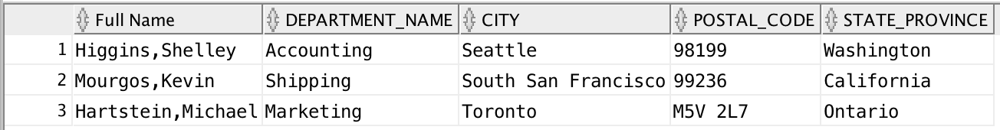 Full Name DEPARTMENT_NAME CITY POSTAL_CODE STATE_PROVINCE
1 Higgins,Shelley Accounting Seattle 98199 Washington
2 Mourgos,Kevin Shipping South San Francisco 99236 California
3 Hartstein,Michael Marketing Toronto M5V 2L7 Ontario